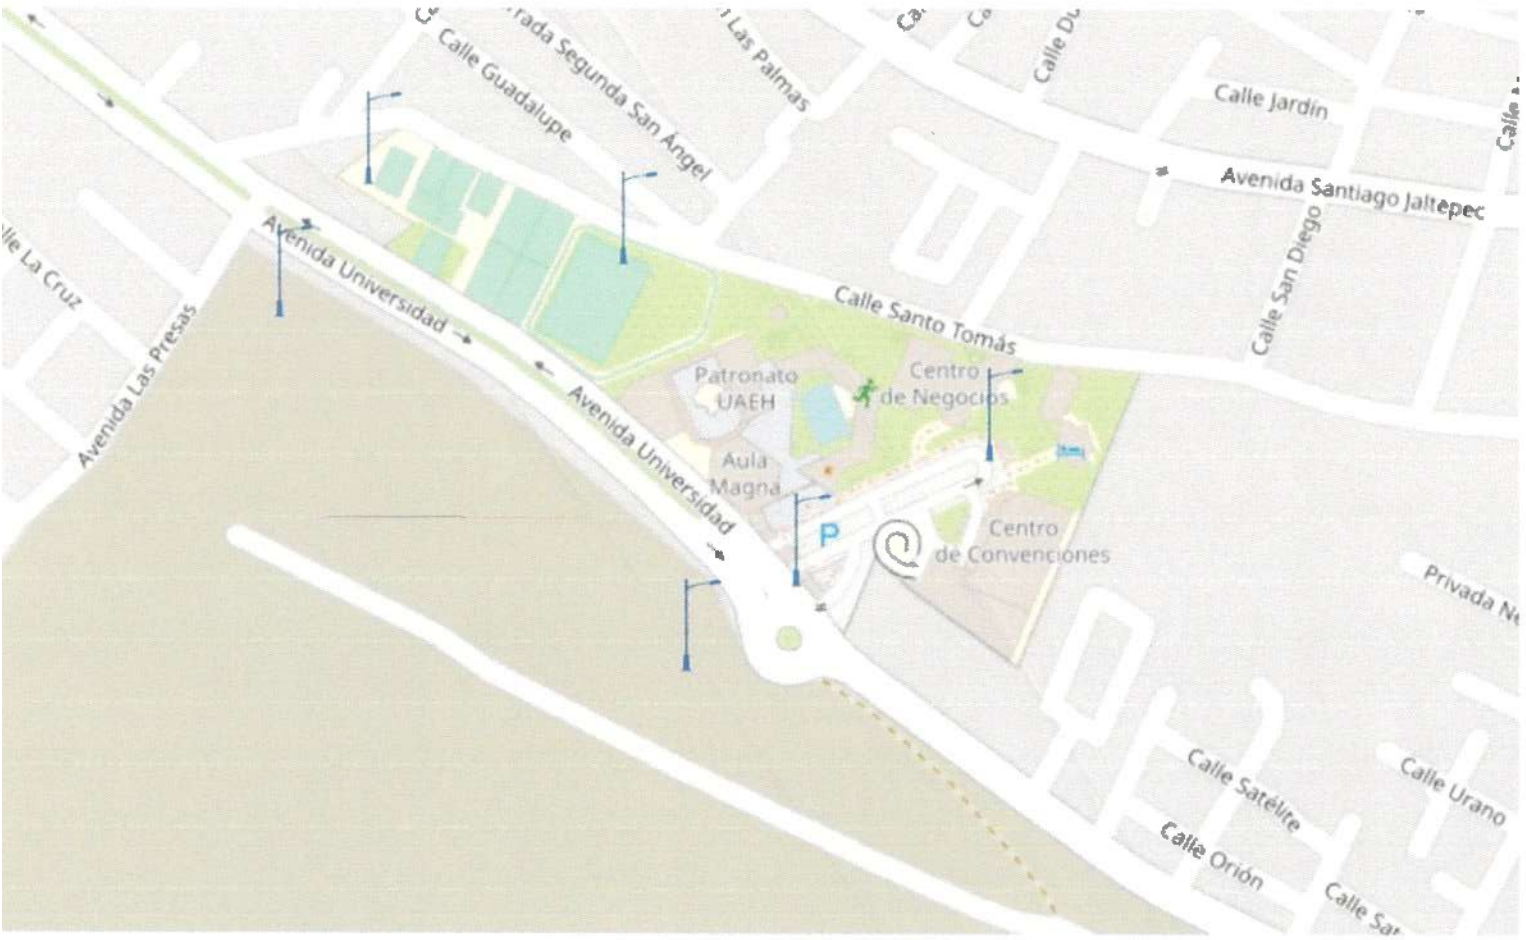 Calle Guadalupe
rada Segunda San Ángel
Las Palmas
Calle Jardín
Avenida Santiago Jaltepec
Calle San Diego
Avenida Universidad
Avenida Las Presas
lle La Cruz
Calle Santo Tomás
Patronato
UAEH
Centro
de Negocios
Aula
Magna
Avenida Universidad
P
Centro
de Convenciones
Privada Ne
Calle Satélite
Calle Urano
Calle Orión
Calle Sa